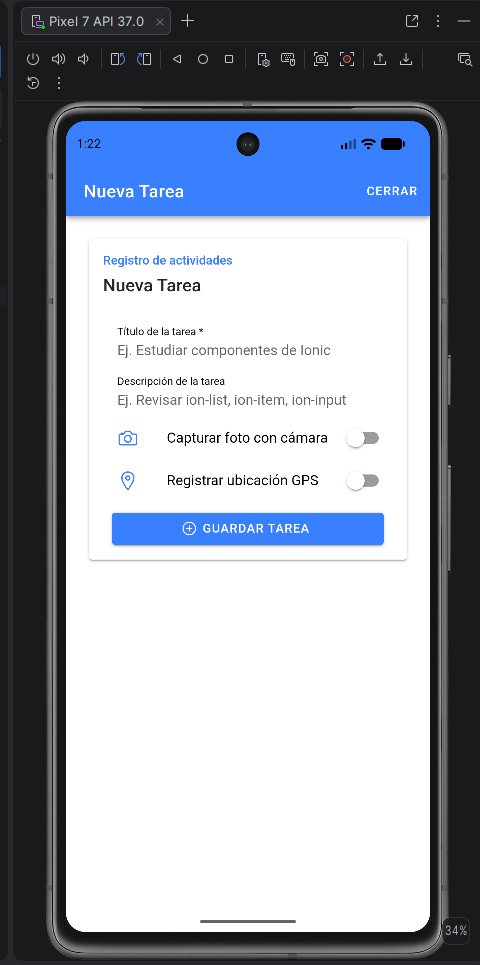 Pixel 7 API 37.0
1:22
Nueva Tarea
CERRAR
Registro de actividades
Nueva Tarea
Título de la tarea *
Ej. Estudiar componentes de Ionic
Descripción de la tarea
Ej. Revisar ion-list, ion-item, ion-input
Capturar foto con cámara
Registrar ubicación GPS
GUARDAR TAREA
34%